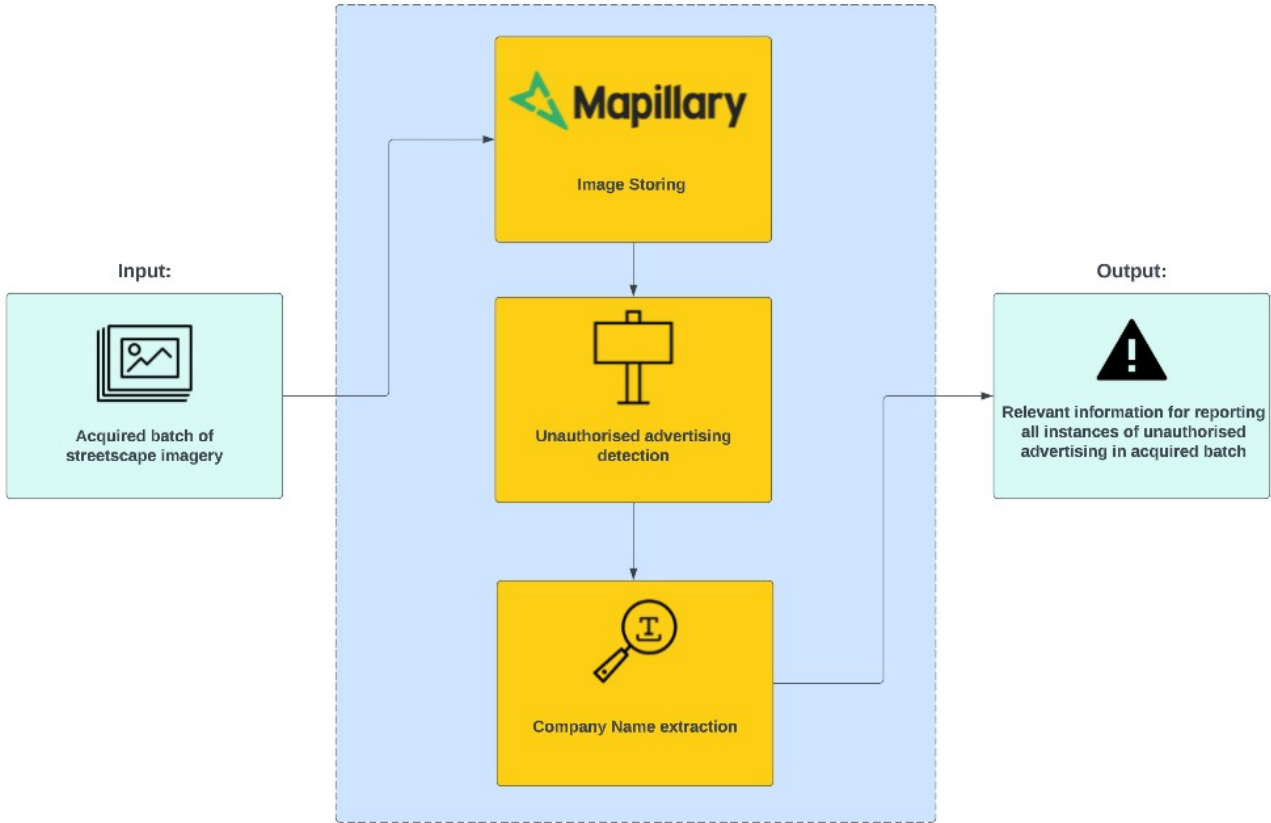 Mapillary
Image Storing
Input:
Acquired batch of
streetscape imagery
Unauthorised advertising
detection
T
Company Name extraction
Output:
Relevant information for reporting
all instances of unauthorised
advertising in acquired batch